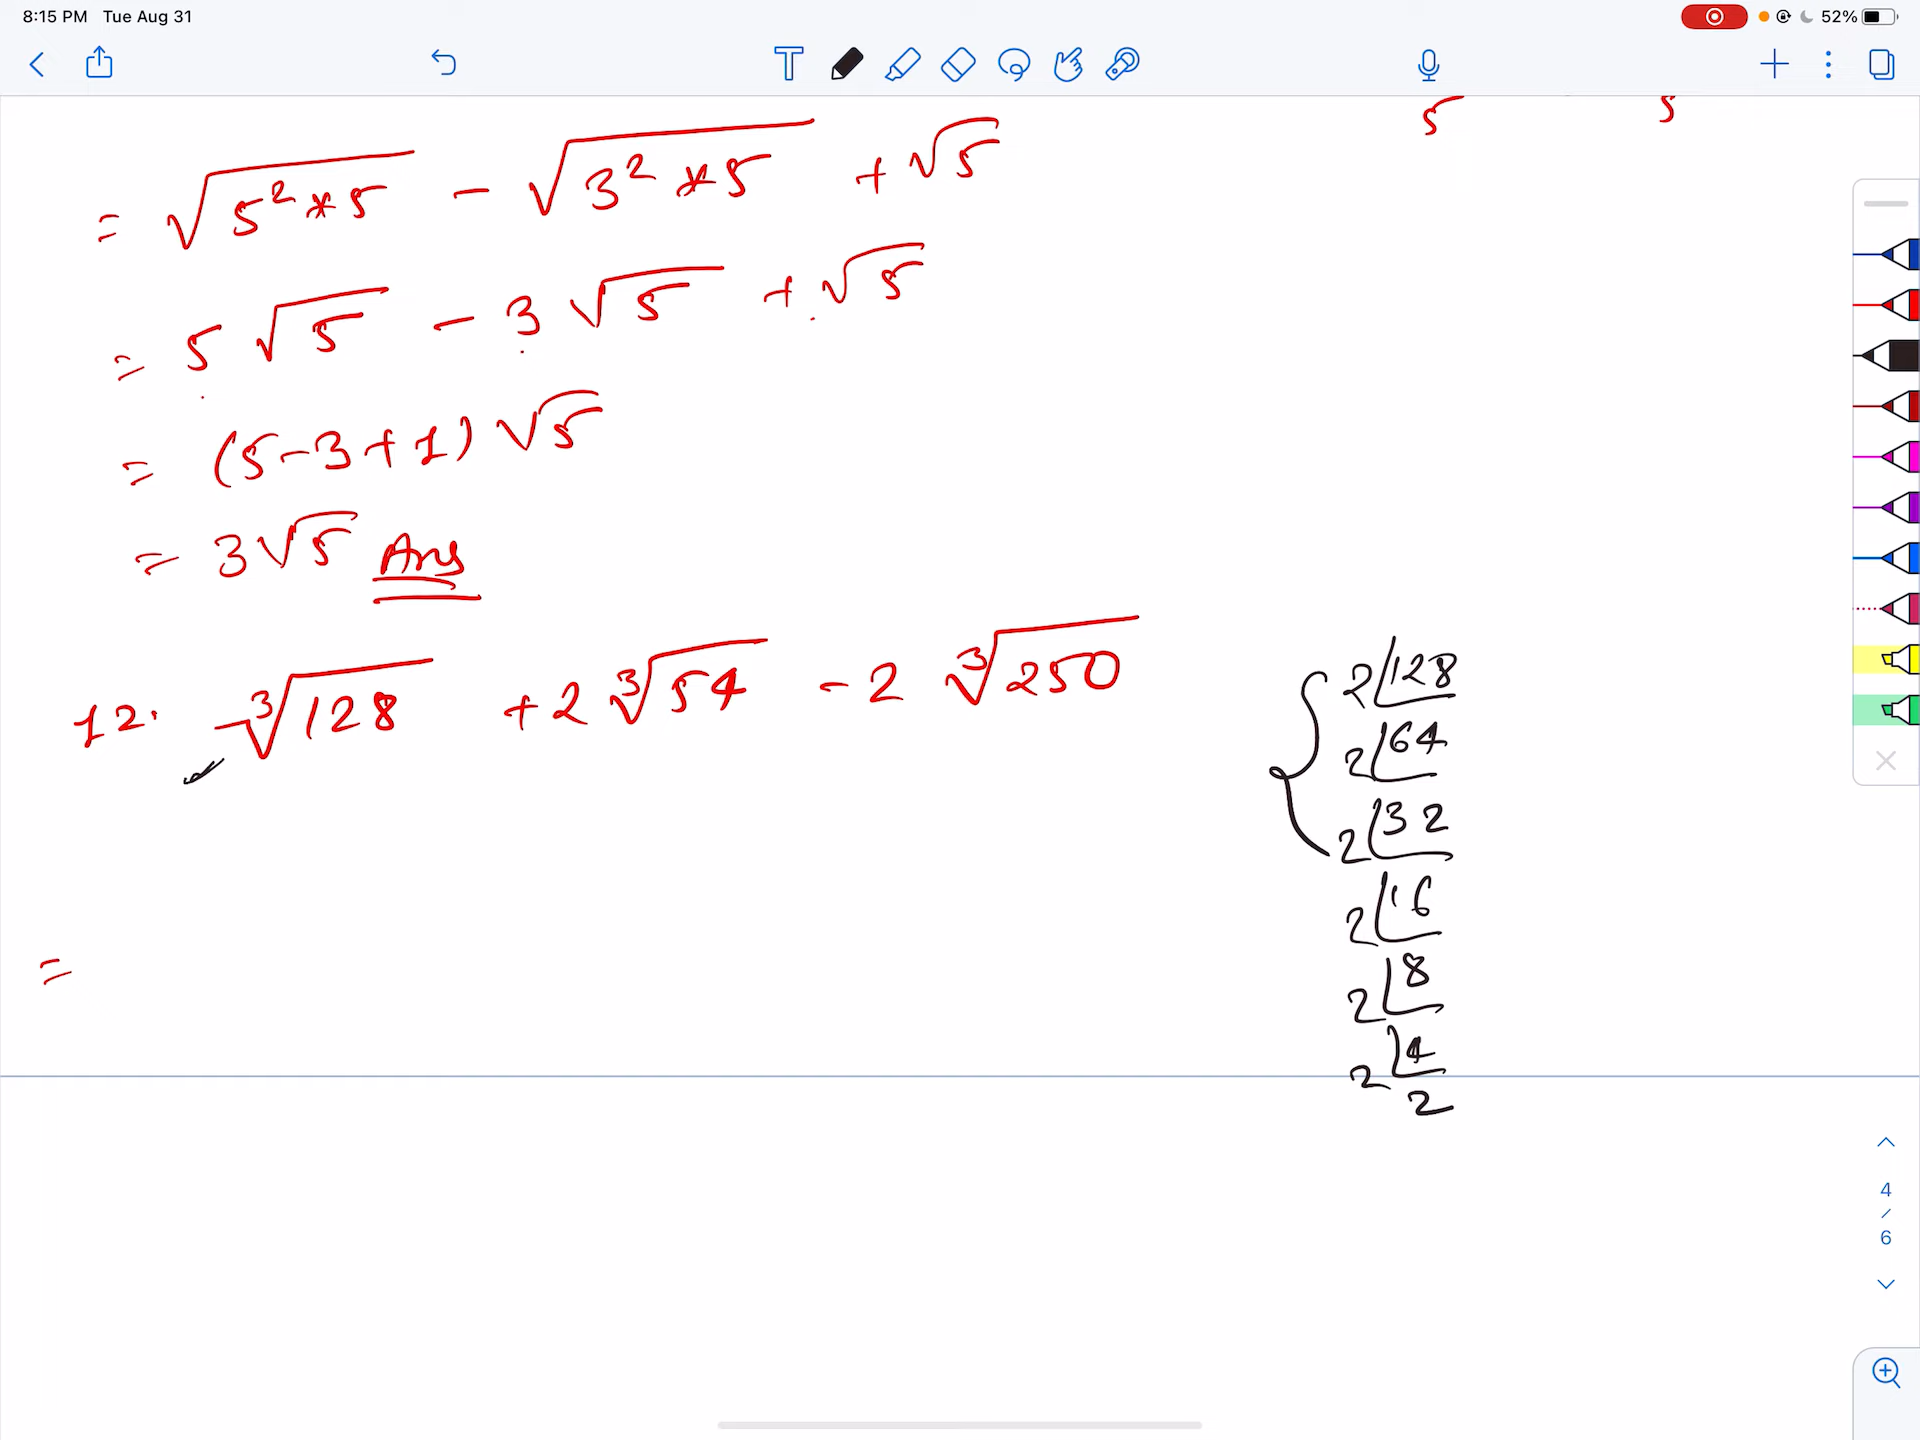 8:15 PM Tue Aug 31 52%
T
5 5
= √5² * 5 - √3² * 5 + √5
= 5 √5 - 3 √5 + √5
= (5-3+1) √5
= 3√5 Ans
12. ∛128 + 2 ∛54 - 2 ∛250
2 128
2 64
2 32
2 16
=
2 8
2 4
2
4
/
6